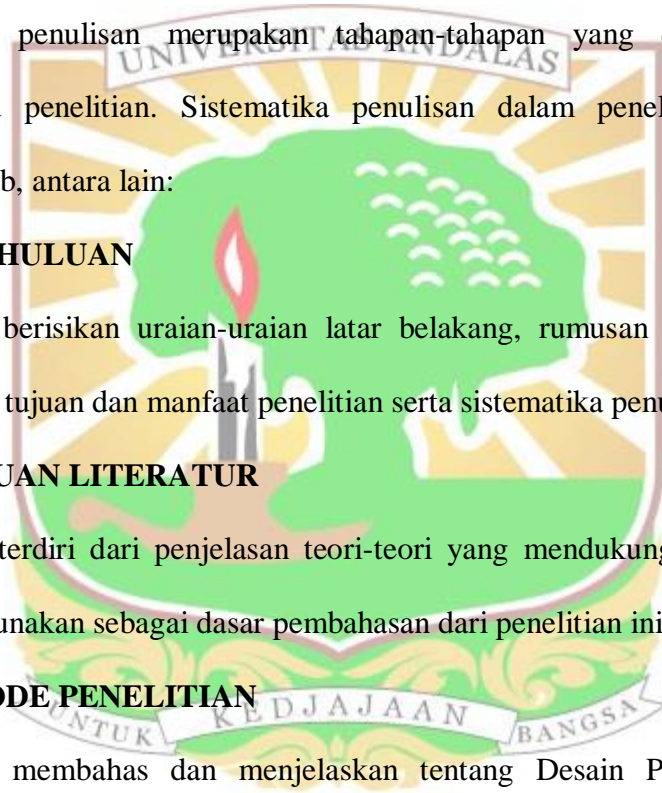 penulisan merupakan tahapan-tahapan yang
UNIVERSITAS ANDALAS
penelitian. Sistematika penulisan dalam penel
b, antara lain:
HULUAN
berisikan uraian-uraian latar belakang, rumusan
tujuan dan manfaat penelitian serta sistematika penu
UAN LITERATUR
terdiri dari penjelasan teori-teori yang mendukung
unakan sebagai dasar pembahasan dari penelitian ini
ODE PENELITIAN
UNTUK KEDJAJAAN BANGSA
membahas dan menjelaskan tentang Desain P